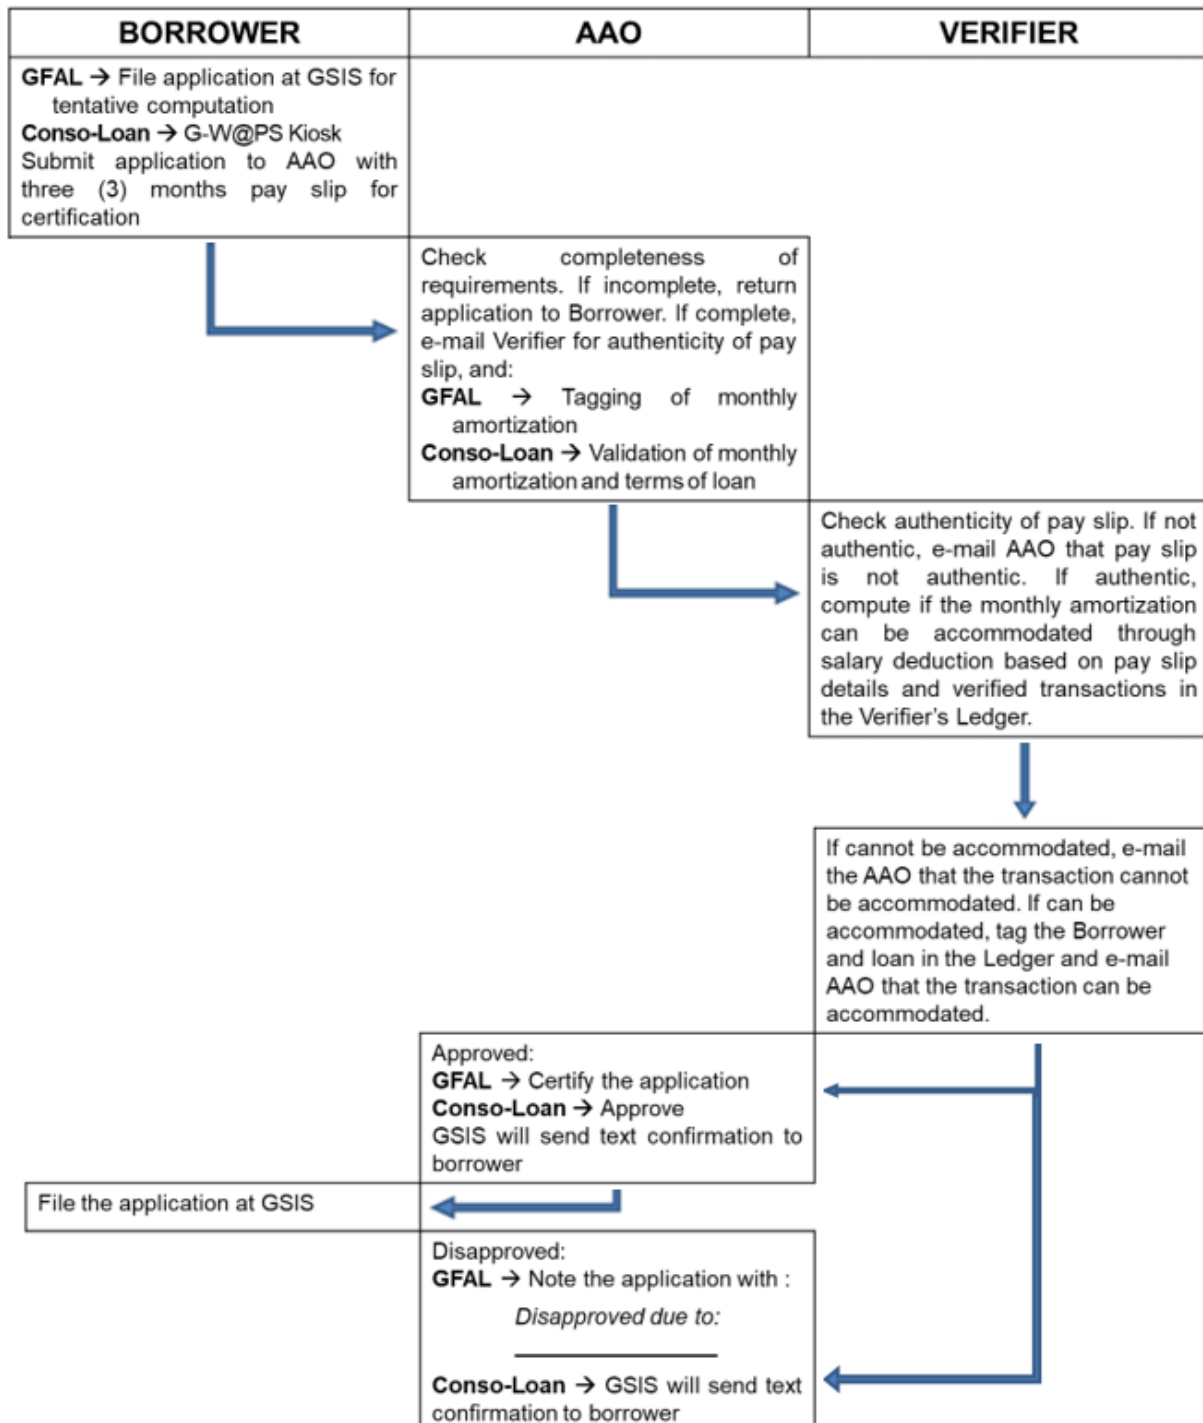 BORROWER
AAO
VERIFIER
GFAL → File application at GSIS for
tentative computation
Conso-Loan → G-W@PS Kiosk
Submit application to AAO with
three (3) months pay slip for
certification
Check completeness of
requirements. If incomplete, return
application to Borrower. If complete,
e-mail Verifier for authenticity of pay
slip, and:
GFAL → Tagging of monthly
amortization
Conso-Loan → Validation of monthly
amortization and terms of loan
Check authenticity of pay slip. If not
authentic, e-mail AAO that pay slip
is not authentic. If authentic,
compute if the monthly amortization
can be accommodated through
salary deduction based on pay slip
details and verified transactions in
the Verifier's Ledger.
If cannot be accommodated, e-mail
the AAO that the transaction cannot
be accommodated. If can be
accommodated, tag the Borrower
and loan in the Ledger and e-mail
AAO that the transaction can be
accommodated.
Approved:
GFAL → Certify the application
Conso-Loan → Approve
GSIS will send text confirmation to
borrower
File the application at GSIS
Disapproved:
GFAL → Note the application with :
Disapproved due to:
Conso-Loan → GSIS will send text
confirmation to borrower